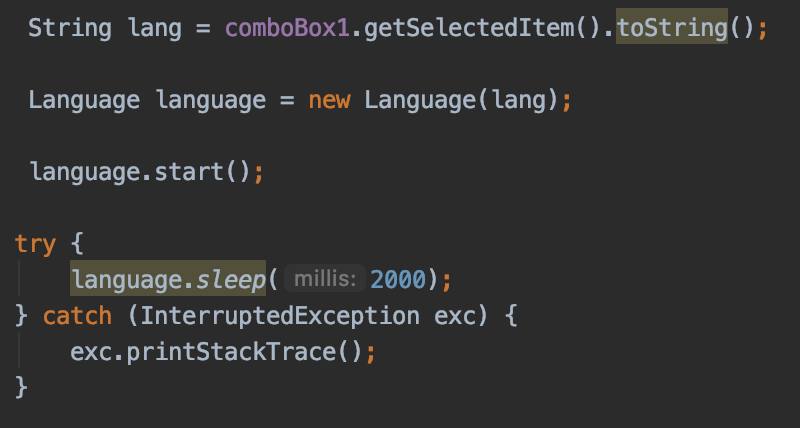 String lang = comboBox1.getSelectedItem().toString();
Language language = new Language(lang);
language.start();
try {
language.sleep( millis: 2000);
} catch (InterruptedException exc) {
exc.printStackTrace();
}